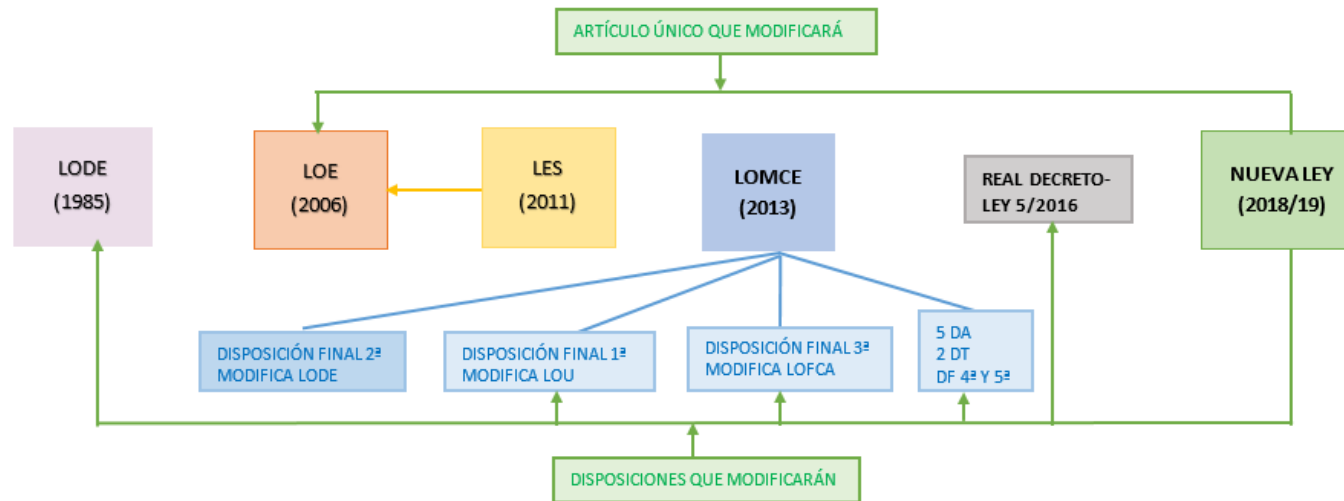 ARTÍCULO ÚNICO QUE MODIFICARÁ
LODE
(1985)
LOE
(2006)
LES
(2011)
LOMCE
(2013)
REAL DECRETO-
LEY 5/2016
NUEVA LEY
(2018/19)
DISPOSICIÓN FINAL 2ª
MODIFICA LODE
DISPOSICIÓN FINAL 1ª
MODIFICA LOU
DISPOSICIÓN FINAL 3ª
MODIFICA LOFCA
5 DA
2 DT
DF 4ª Y 5ª
DISPOSICIONES QUE MODIFICARÁN